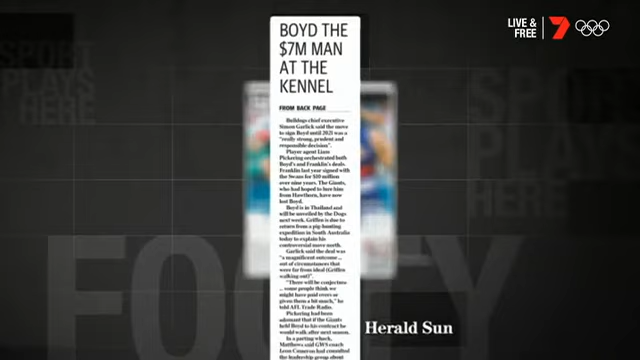 LIVE &
FREE
7
SPORT
PLAYS
HERE
BOYD THE
$7M MAN
AT THE
KENNEL
FROM BACK PAGE
Bulldogs chief executive
Simon Garlick said the move
to sign Boyd until 2021 was a
"really strong, prudent and
responsible decision".
Player agent Liam
Pickering orchestrated both
Boyd's and Franklin's deals.
Franklin last year signed with
the Swans for $10 million
over nine years. The Giants,
who had hoped to lure him
from Hawthorn, have now
lost Boyd.
Boyd is in Thailand and
will be unveiled by the Dogs
next week. Griffen is due to
return from a pig-hunting
expedition in South Australia
today to explain his
controversial move north.
Garlick said the deal was
"a magnificent outcome ...
out of circumstances that
were far from ideal (Griffen
walking out)".
"There will be conjecture
... some people think we
might have paid overs or
given them a bit much," he
told AFL Trade Radio.
Pickering had been
adamant that if the Giants
held Boyd to his contract he
would walk after next season.
In a parting whack,
Matthews said GWS coach
Leon Cameron had consulted
the leadership group about
Herald Sun
FOOTY